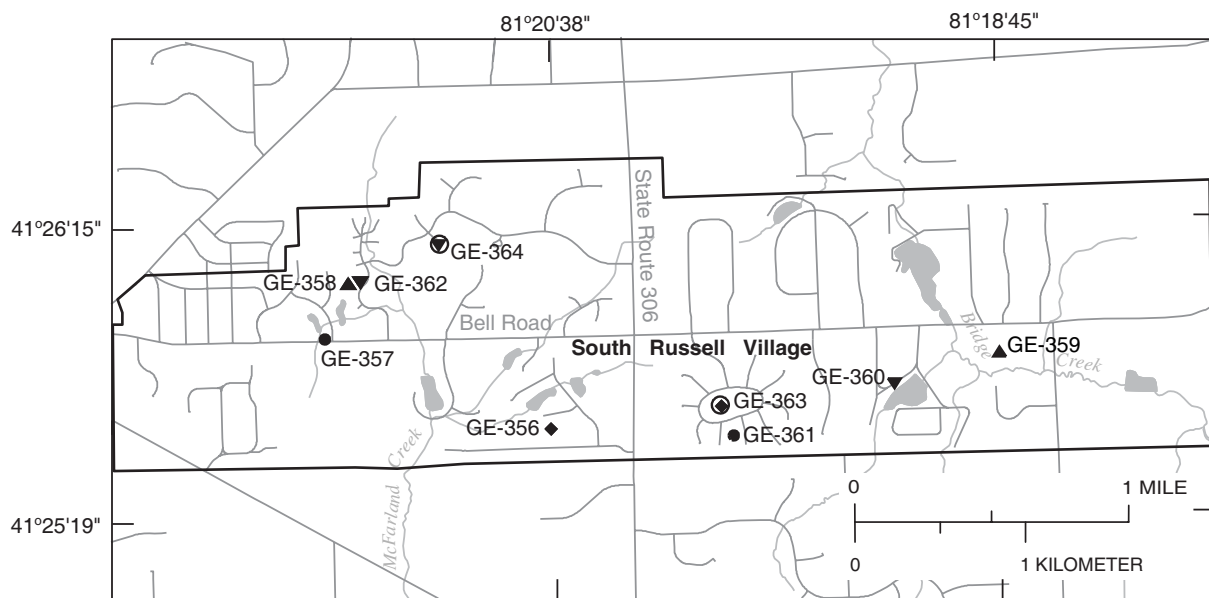 81°20'38"
81°18'45"
41°26'15"
41°25'19"
State Route 306
GE-364
GE-358
GE-362
Bell Road
GE-357
South Russell Village
Bridge
Creek
GE-359
GE-360
GE-363
GE-356
GE-361
McFarland
Creek
0
1 MILE
0
1 KILOMETER